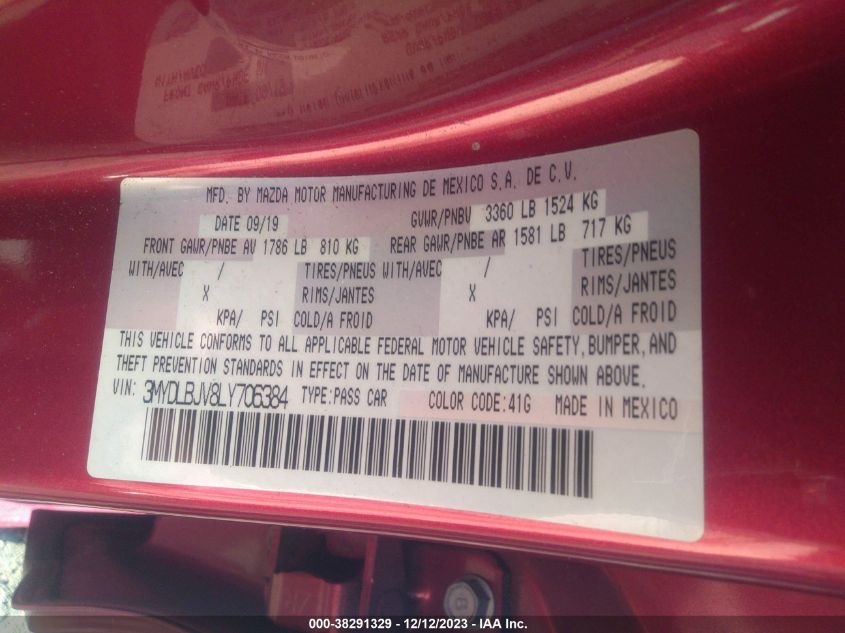 MFD. BY MAZDA MOTOR MANUFACTURING DE MEXICO S.A. DE C.V.
DATE 09/19 GVWR/PNBV 3360 LB 1524 KG
FRONT GAWR/PNBE AV 1786 LB 810 KG REAR GAWR/PNBE AR 1581 LB 717 KG
WITH/AVEC / TIRES/PNEUS WITH/AVEC / TIRES/PNEUS
X RIMS/JANTES X RIMS/JANTES
KPA/ PSI COLD/A FROID KPA/ PSI COLD/A FROID
THIS VEHICLE CONFORMS TO ALL APPLICABLE FEDERAL MOTOR VEHICLE SAFETY, BUMPER, AND
THEFT PREVENTION STANDARDS IN EFFECT ON THE DATE OF MANUFACTURE SHOWN ABOVE.
VIN: 3MYDLBJV8LY706384 TYPE:PASS CAR COLOR CODE:41G MADE IN MEXICO
000-38291329 - 12/12/2023 - IAA Inc.